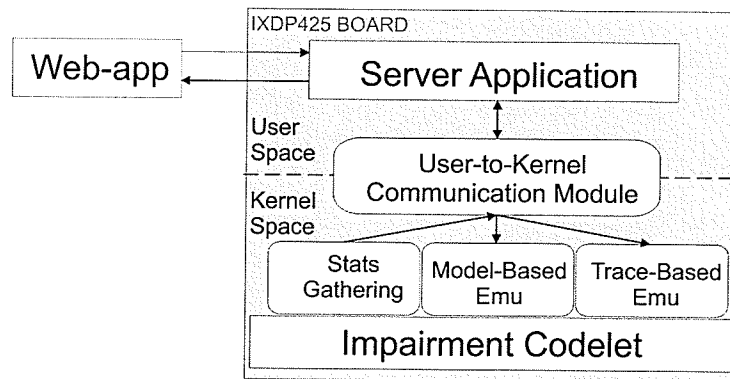 IXDP425 BOARD
Web-app
Server Application
User
Space
User-to-Kernel
Communication Module
Kernel
Space
Stats
Gathering
Model-Based
Emu
Trace-Based
Emu
Impairment Codelet